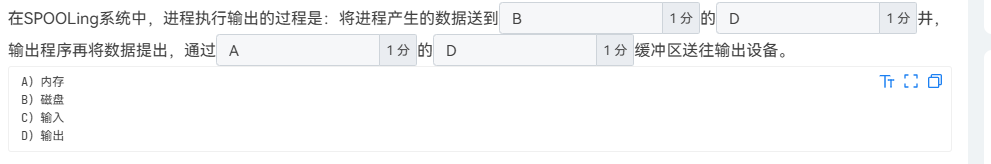 在SPOOLing系统中，进程执行输出的过程是：将进程产生的数据送到 B 1 分 的 D 1 分 井，
输出程序再将数据提出，通过 A 1 分 的 D 1 分 缓冲区送往输出设备。
A) 内存
B) 磁盘
C) 输入
D) 输出